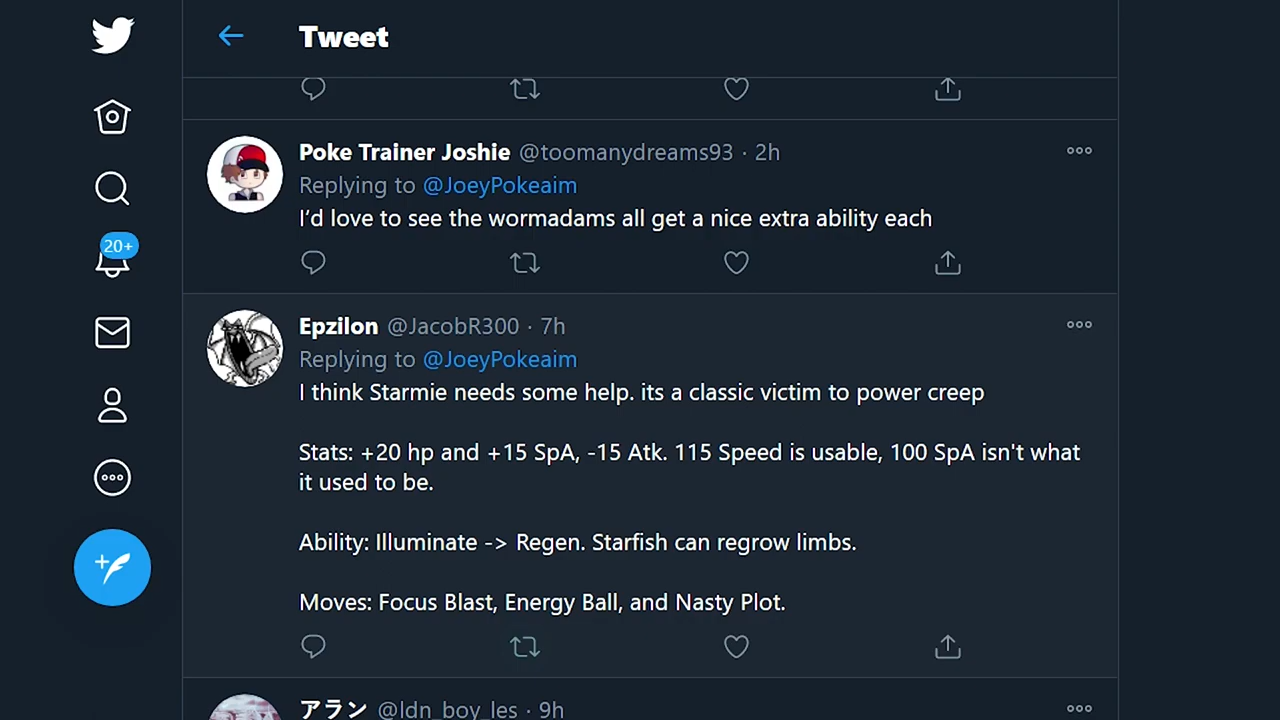 Tweet
Poke Trainer Joshie @toomanydreams93 · 2h
Replying to @JoeyPokeaim
I’d love to see the wormadams all get a nice extra ability each
20+
Epzilon @JacobR300 · 7h
Replying to @JoeyPokeaim
I think Starmie needs some help. its a classic victim to power creep
Stats: +20 hp and +15 SpA, -15 Atk. 115 Speed is usable, 100 SpA isn't what
it used to be.
Ability: Illuminate -> Regen. Starfish can regrow limbs.
Moves: Focus Blast, Energy Ball, and Nasty Plot.
アラン @ldn_boy_les · 9h